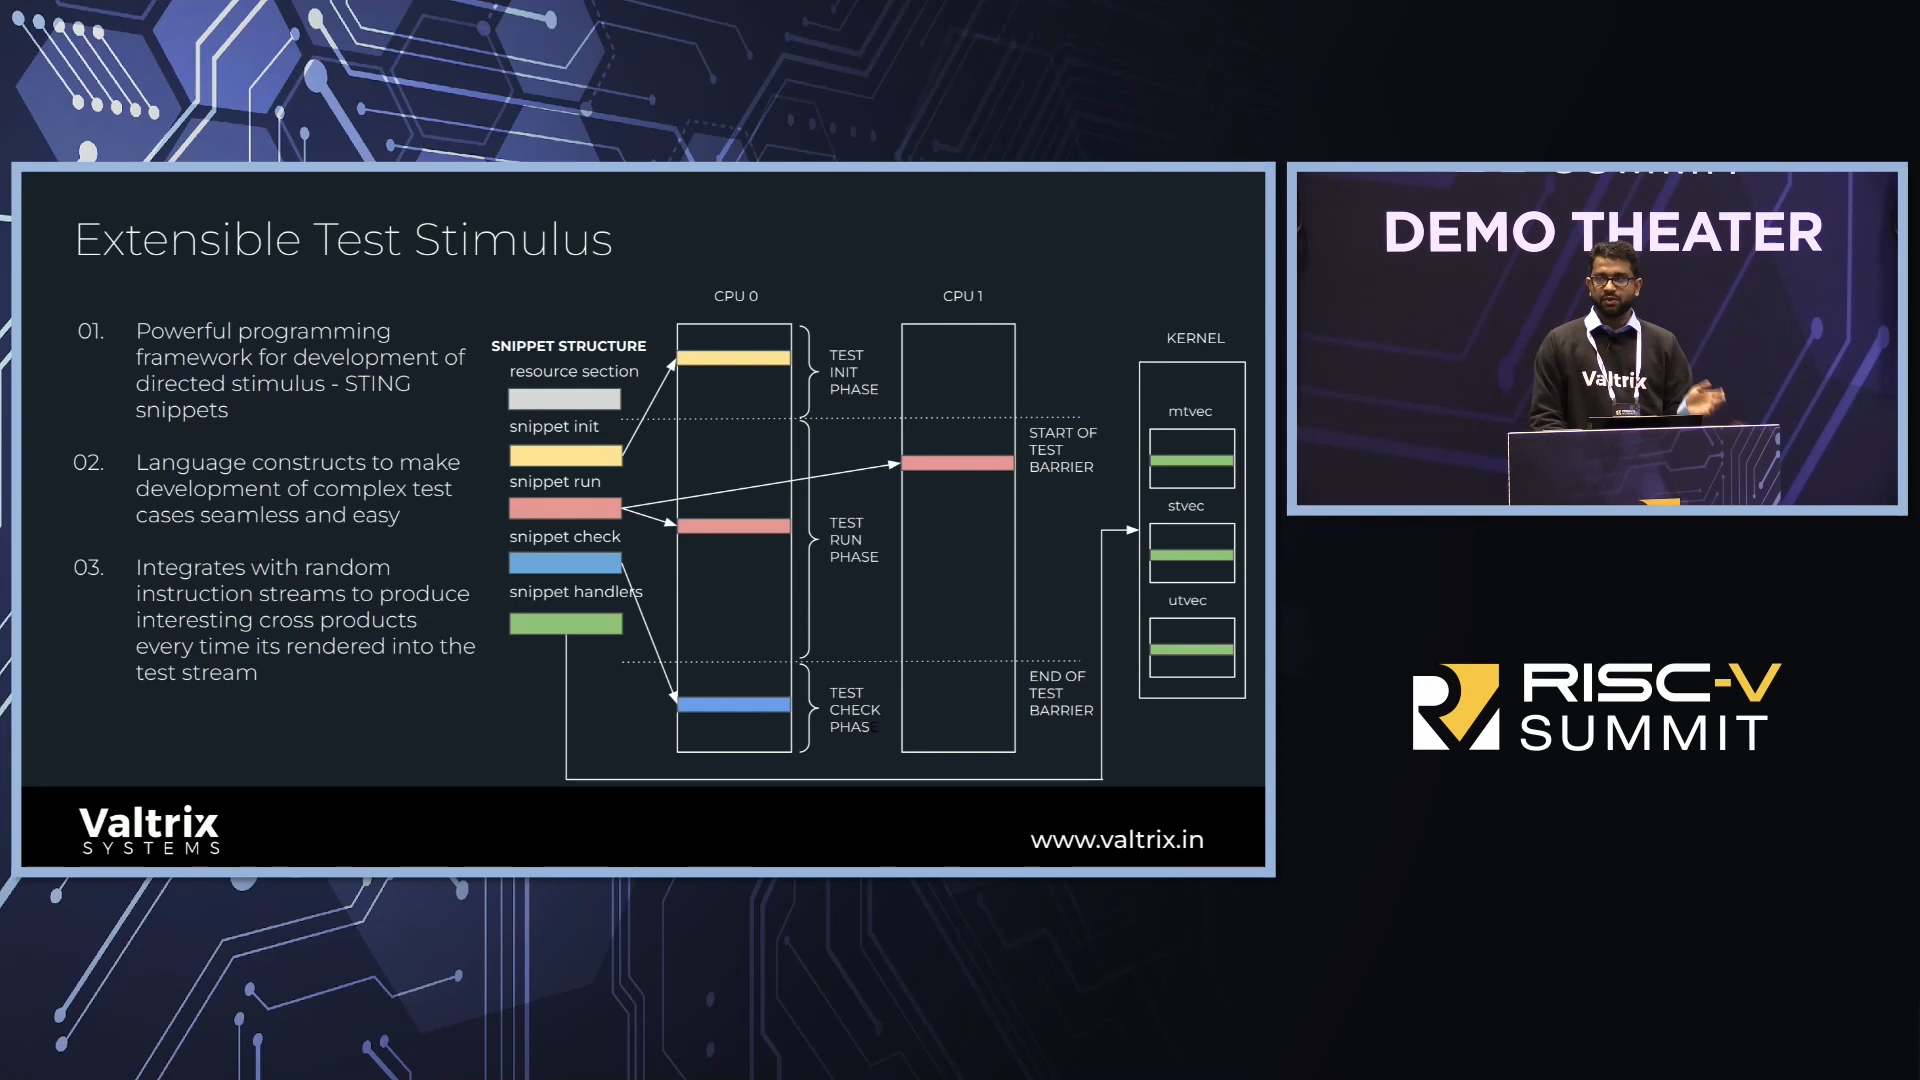 Extensible Test Stimulus
01. Powerful programming
framework for development of
directed stimulus - STING
snippets
02. Language constructs to make
development of complex test
cases seamless and easy
03. Integrates with random
instruction streams to produce
interesting cross products
every time its rendered into the
test stream
SNIPPET STRUCTURE
resource section
snippet init
snippet run
snippet check
snippet handlers
CPU 0
CPU 1
TEST
INIT
PHASE
TEST
RUN
PHASE
TEST
CHECK
PHASE
START OF
TEST
BARRIER
END OF
TEST
BARRIER
KERNEL
mtvec
stvec
utvec
Valtrix
SYSTEMS
www.valtrix.in
SUMMIT
DEMO THEATER
Valtrix
RISC-V
SUMMIT